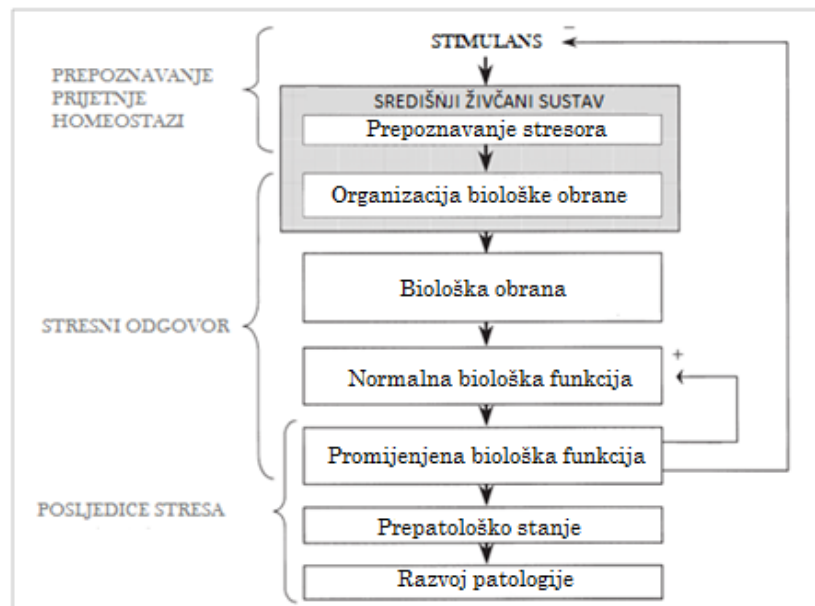 STIMULANS
−
PREPOZNAVANJE
PRIJETNJE
HOMEOSTAZI
SREDIŠNJI ŽIVČANI SUSTAV
Prepoznavanje stresora
Organizacija biološke obrane
Biološka obrana
STRESNI ODGOVOR
Normalna biološka funkcija
+
Promijenjena biološka funkcija
POSLJEDICE STRESA
Prepatološko stanje
Razvoj patologije